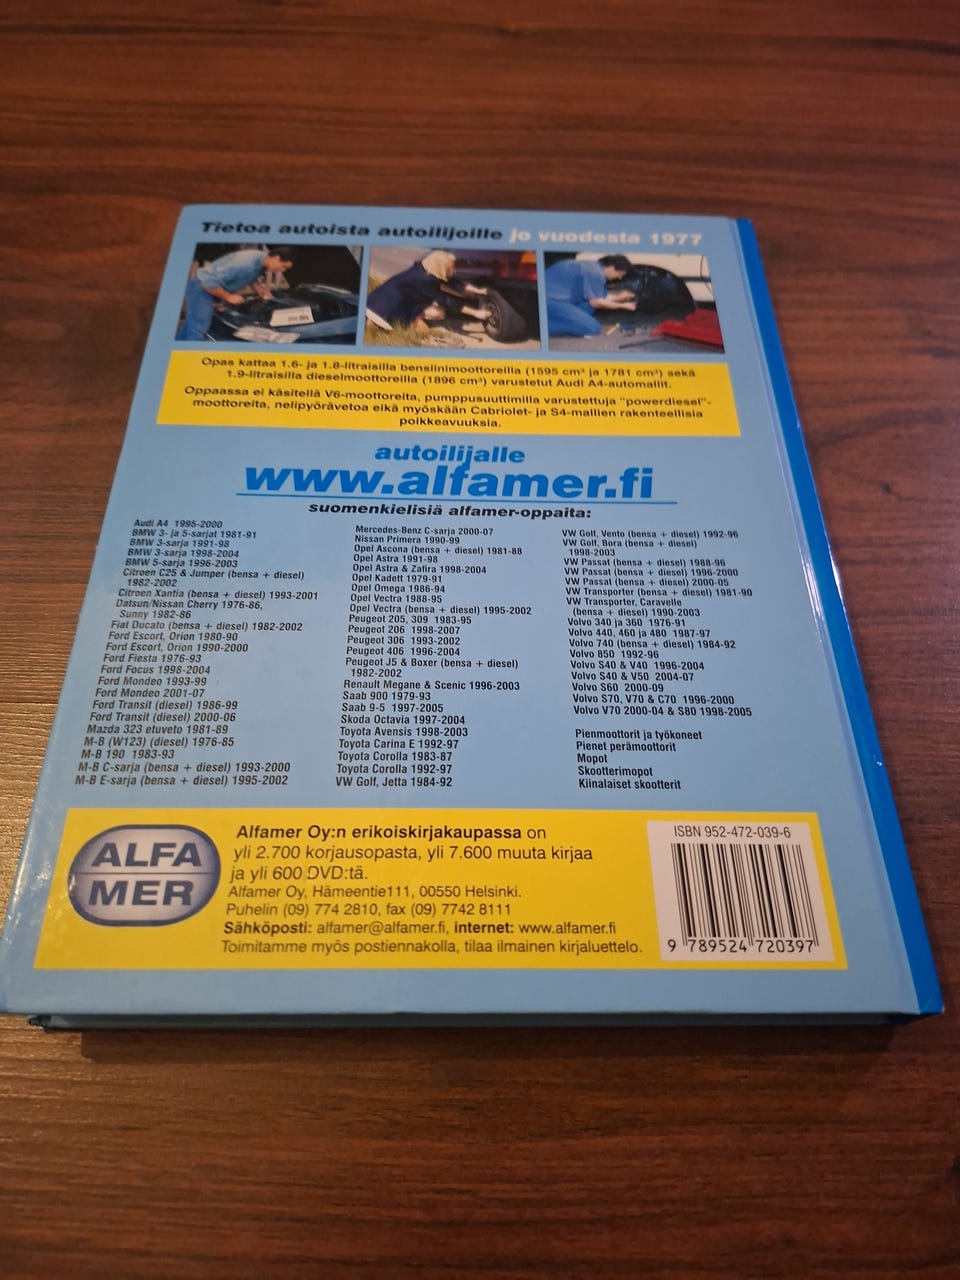 Tietoa autoista autoilijoille jo vuodesta 1977
Opas kattaa 1.6- ja 1.8-litraisilla bensiinimoottoreilla (1595 cm³ ja 1781 cm³) sekä
1.9-litraisilla dieselmoottoreilla (1896 cm³) varustetut Audi A4-automallit.
Oppaassa ei käsitellä V6-moottoreita, pumppusuuttimilla varustettuja "powerdiesel"-
moottoreita, nelipyörävetoa eikä myöskään Cabriolet- ja S4-mallien rakenteellisia
poikkeavuuksia.
autoilijalle
www.alfamer.fi
suomenkielisiä alfamer-oppaita:
Audi A4 1995-2000
BMW 3- ja 5-sarjat 1981-91
BMW 3-sarja 1991-98
BMW 3-sarja 1998-2004
BMW 5-sarja 1996-2003
Citroen C25 & Jumper (bensa + diesel)
1982-2002
Citroen Xantia (bensa + diesel) 1993-2001
Datsun/Nissan Cherry 1976-86,
Sunny 1982-86
Fiat Ducato (bensa + diesel) 1982-2002
Ford Escort, Orion 1980-90
Ford Escort, Orion 1990-2000
Ford Fiesta 1976-93
Ford Focus 1998-2004
Ford Mondeo 1993-99
Ford Mondeo 2001-07
Ford Transit (diesel) 1986-99
Ford Transit (diesel) 2000-06
Mazda 323 etuveto 1981-89
M-B (W123) (diesel) 1976-85
M-B 190 1983-93
M-B C-sarja (bensa + diesel) 1993-2000
M-B E-sarja (bensa + diesel) 1995-2002
Mercedes-Benz C-sarja 2000-07
Nissan Primera 1990-99
Opel Ascona (bensa + diesel) 1981-88
Opel Astra 1991-98
Opel Astra & Zafira 1998-2004
Opel Kadett 1979-91
Opel Omega 1986-94
Opel Vectra 1988-95
Opel Vectra (bensa + diesel) 1995-2002
Peugeot 205, 309 1983-95
Peugeot 206 1998-2007
Peugeot 306 1993-2002
Peugeot 406 1996-2004
Peugeot J5 & Boxer (bensa + diesel)
1982-2002
Renault Megane & Scenic 1996-2003
Saab 900 1979-93
Saab 9-5 1997-2005
Skoda Octavia 1997-2004
Toyota Avensis 1998-2003
Toyota Carina E 1992-97
Toyota Corolla 1983-87
Toyota Corolla 1992-97
VW Golf, Jetta 1984-92
VW Golf, Vento (bensa + diesel) 1992-96
VW Golf, Bora (bensa + diesel)
1998-2003
VW Passat (bensa + diesel) 1988-96
VW Passat (bensa + diesel) 1996-2000
VW Passat (bensa + diesel) 2000-05
VW Transporter (bensa + diesel) 1981-90
VW Transporter, Caravelle
(bensa + diesel) 1990-2003
Volvo 340 ja 360 1976-91
Volvo 440, 460 ja 480 1987-97
Volvo 740 (bensa + diesel) 1984-92
Volvo 850 1992-96
Volvo S40 & V40 1996-2004
Volvo S40 & V50 2004-07
Volvo S60 2000-09
Volvo S70, V70 & C70 1996-2000
Volvo V70 2000-04 & S80 1998-2005
Pienmoottorit ja työkoneet
Pienet perämoottorit
Mopot
Skootterimopot
Kiinalaiset skootterit
ALFA
MER
Alfamer Oy:n erikoiskirjakaupassa on
yli 2.700 korjausopasta, yli 7.600 muuta kirjaa
ja yli 600 DVD:tä.
Alfamer Oy, Hämeentie111, 00550 Helsinki.
Puhelin (09) 774 2810, fax (09) 7742 8111
Sähköposti: alfamer@alfamer.fi, internet: www.alfamer.fi
Toimitamme myös postiennakolla, tilaa ilmainen kirjaluettelo.
ISBN 952-472-039-6
9 789524 720397